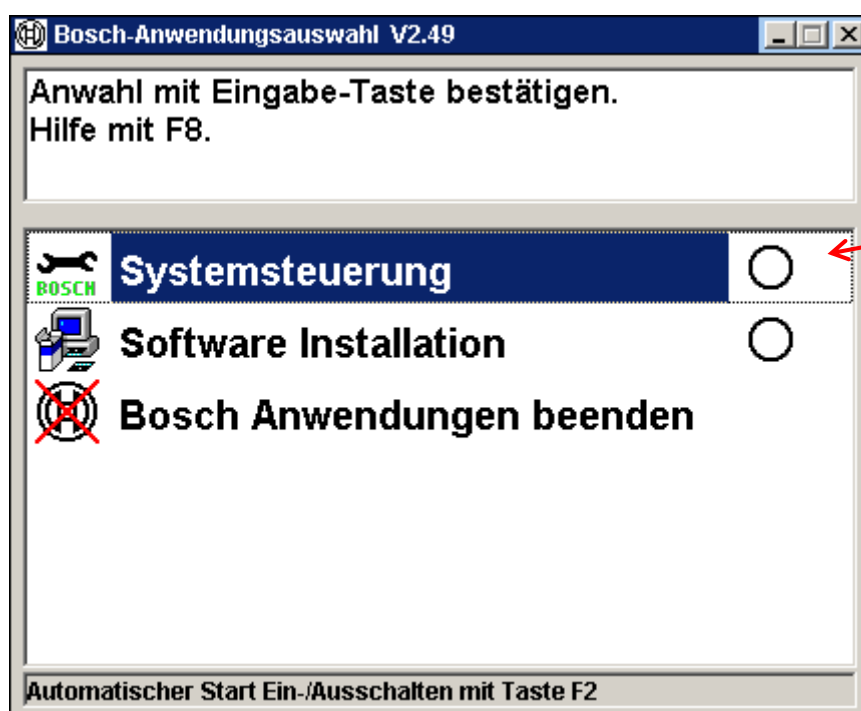 Bosch-Anwendungsauswahl V2.49
Anwahl mit Eingabe-Taste bestätigen.
Hilfe mit F8.
BOSCH Systemsteuerung
Software Installation
Bosch Anwendungen beenden
Automatischer Start Ein-/Ausschalten mit Taste F2